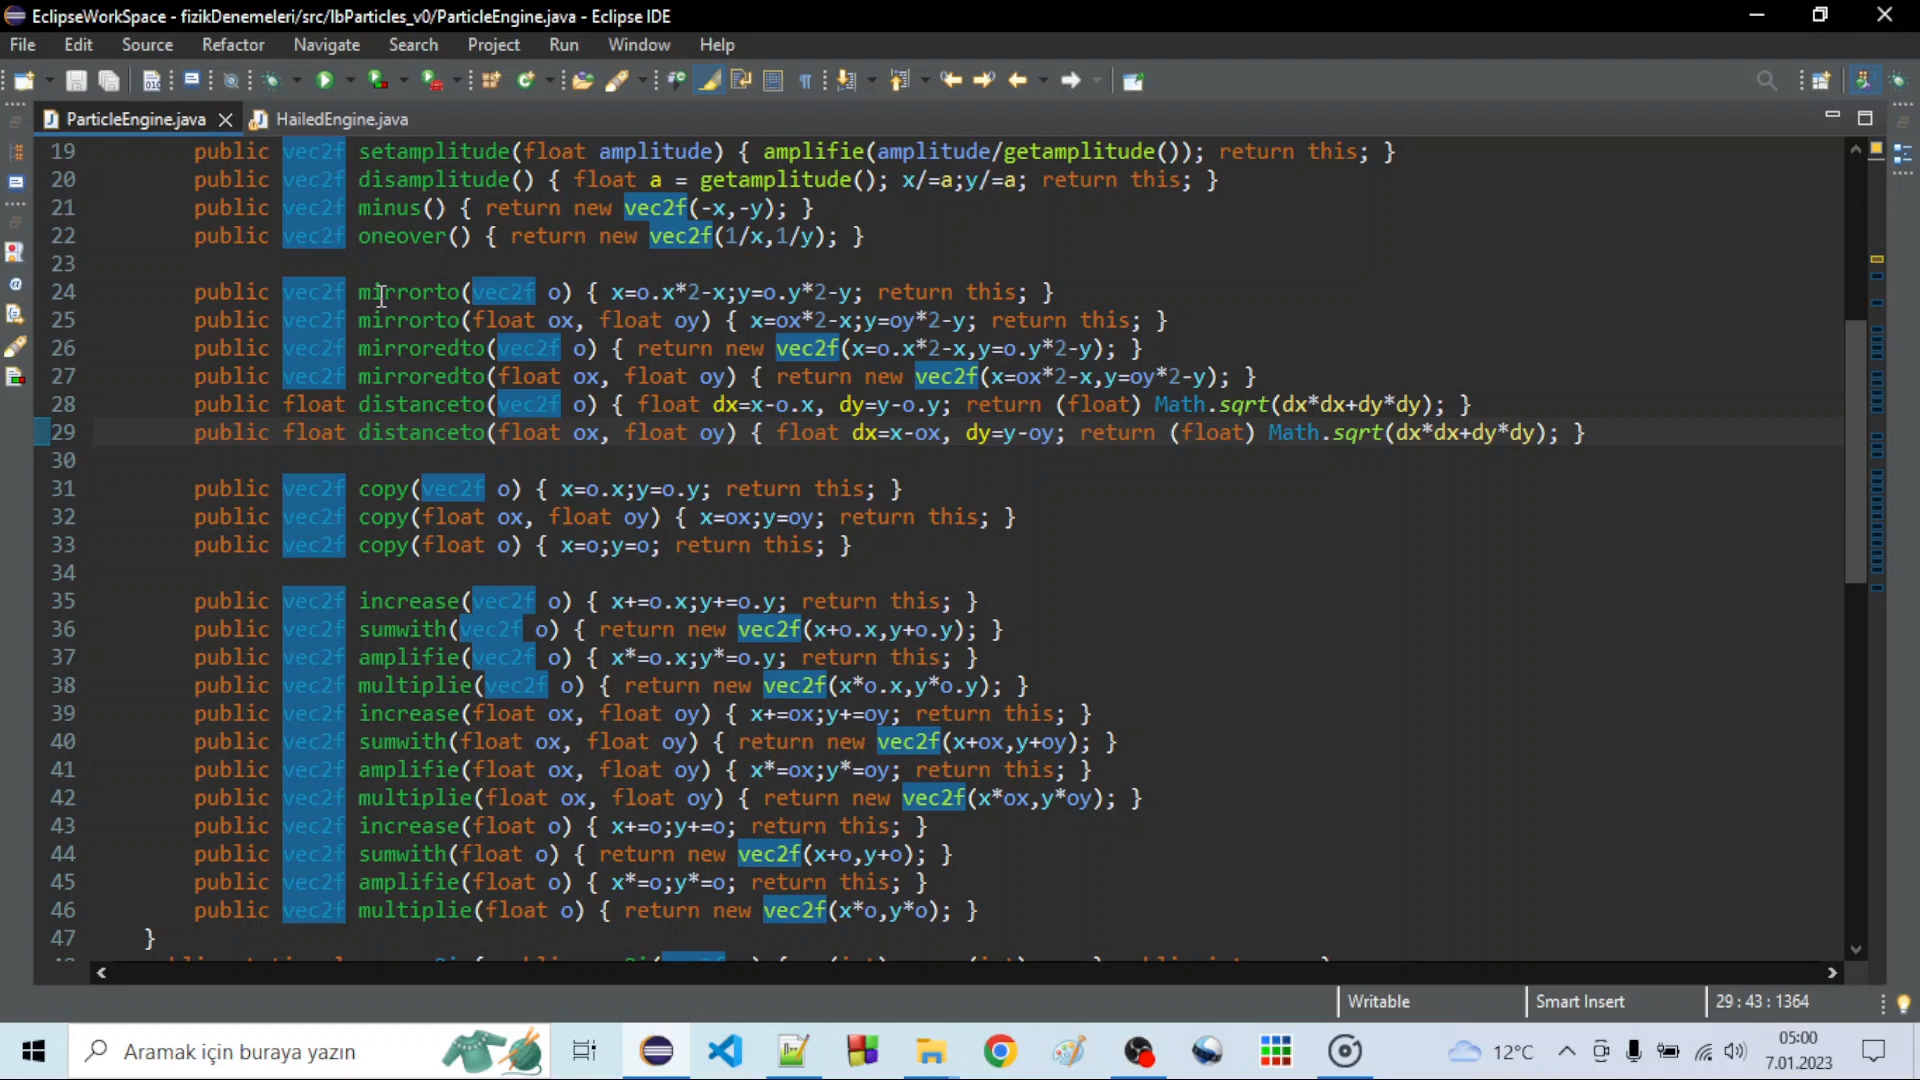 EclipseWorkSpace - fizikDenemeleri/src/IbParticles_v0/ParticleEngine.java - Eclipse IDE
File Edit Source Refactor Navigate Search Project Run Window Help
ParticleEngine.java HailedEngine.java
19 public vec2f setamplitude(float amplitude) { amplifie(amplitude/getamplitude()); return this; }
20 public vec2f disamplitude() { float a = getamplitude(); x/=a;y/=a; return this; }
21 public vec2f minus() { return new vec2f(-x,-y); }
22 public vec2f oneover() { return new vec2f(1/x,1/y); }
23
24 public vec2f mirrorto(vec2f o) { x=o.x*2-x;y=o.y*2-y; return this; }
25 public vec2f mirrorto(float ox, float oy) { x=ox*2-x;y=oy*2-y; return this; }
26 public vec2f mirroredto(vec2f o) { return new vec2f(x=o.x*2-x,y=o.y*2-y); }
27 public vec2f mirroredto(float ox, float oy) { return new vec2f(x=ox*2-x,y=oy*2-y); }
28 public float distanceto(vec2f o) { float dx=x-o.x, dy=y-o.y; return (float) Math.sqrt(dx*dx+dy*dy); }
29 public float distanceto(float ox, float oy) { float dx=x-ox, dy=y-oy; return (float) Math.sqrt(dx*dx+dy*dy); }
30
31 public vec2f copy(vec2f o) { x=o.x;y=o.y; return this; }
32 public vec2f copy(float ox, float oy) { x=ox;y=oy; return this; }
33 public vec2f copy(float o) { x=o;y=o; return this; }
34
35 public vec2f increase(vec2f o) { x+=o.x;y+=o.y; return this; }
36 public vec2f sumwith(vec2f o) { return new vec2f(x+o.x,y+o.y); }
37 public vec2f amplifie(vec2f o) { x*=o.x;y*=o.y; return this; }
38 public vec2f multiplie(vec2f o) { return new vec2f(x*o.x,y*o.y); }
39 public vec2f increase(float ox, float oy) { x+=ox;y+=oy; return this; }
40 public vec2f sumwith(float ox, float oy) { return new vec2f(x+ox,y+oy); }
41 public vec2f amplifie(float ox, float oy) { x*=ox;y*=oy; return this; }
42 public vec2f multiplie(float ox, float oy) { return new vec2f(x*ox,y*oy); }
43 public vec2f increase(float o) { x+=o;y+=o; return this; }
44 public vec2f sumwith(float o) { return new vec2f(x+o,y+o); }
45 public vec2f amplifie(float o) { x*=o;y*=o; return this; }
46 public vec2f multiplie(float o) { return new vec2f(x*o,y*o); }
47 }
Writable Smart Insert 29 : 43 : 1364
Aramak için buraya yazın 12°C 05:00
7.01.2023